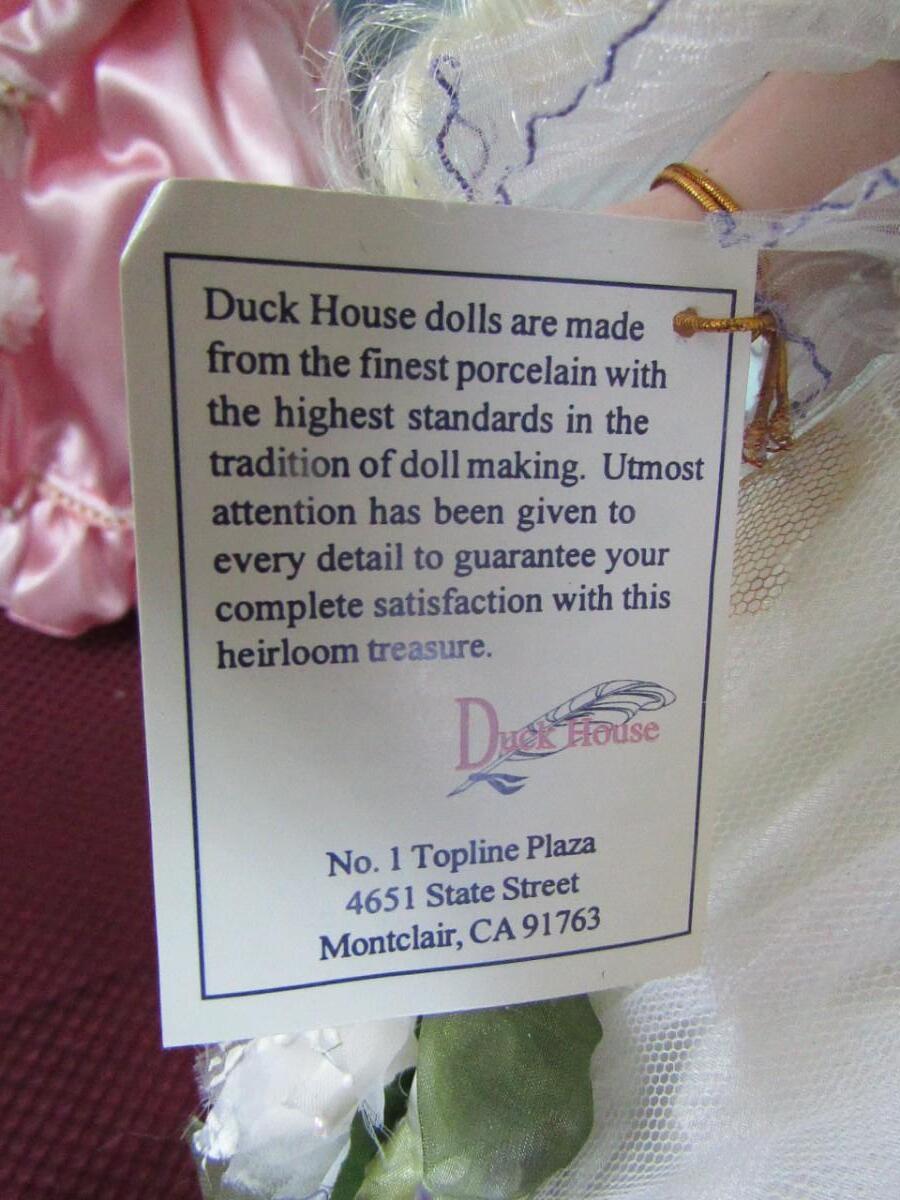 Duck House dolls are made
from the finest porcelain with
the highest standards in the
tradition of doll making. Utmost
attention has been given to
every detail to guarantee your
complete satisfaction with this
heirloom treasure.
Duck House
No. 1 Topline Plaza
4651 State Street
Montclair, CA 91763